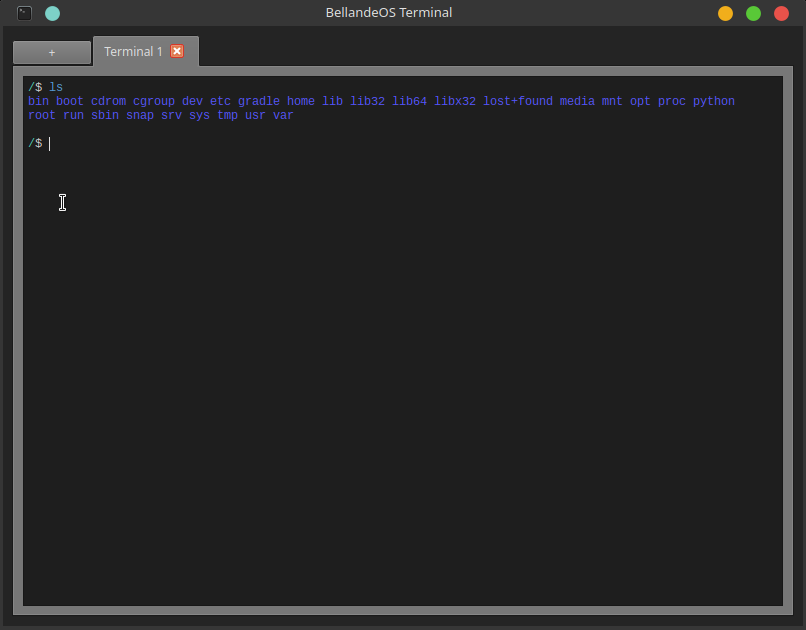 BellandeOS Terminal
+ Terminal 1
/$ ls
bin boot cdrom cgroup dev etc gradle home lib lib32 lib64 libx32 lost+found media mnt opt proc python
root run sbin snap srv sys tmp usr var
/$